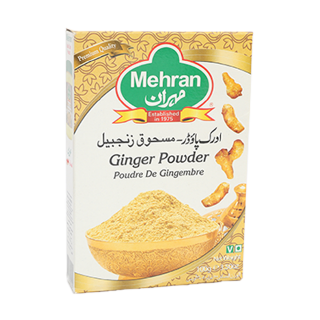 Premium Quality
Mehran
مہران
Established
in 1975
ادرک پاؤڈر - مسحوق زنجبيل
Ginger Powder
Poudre De Gingembre